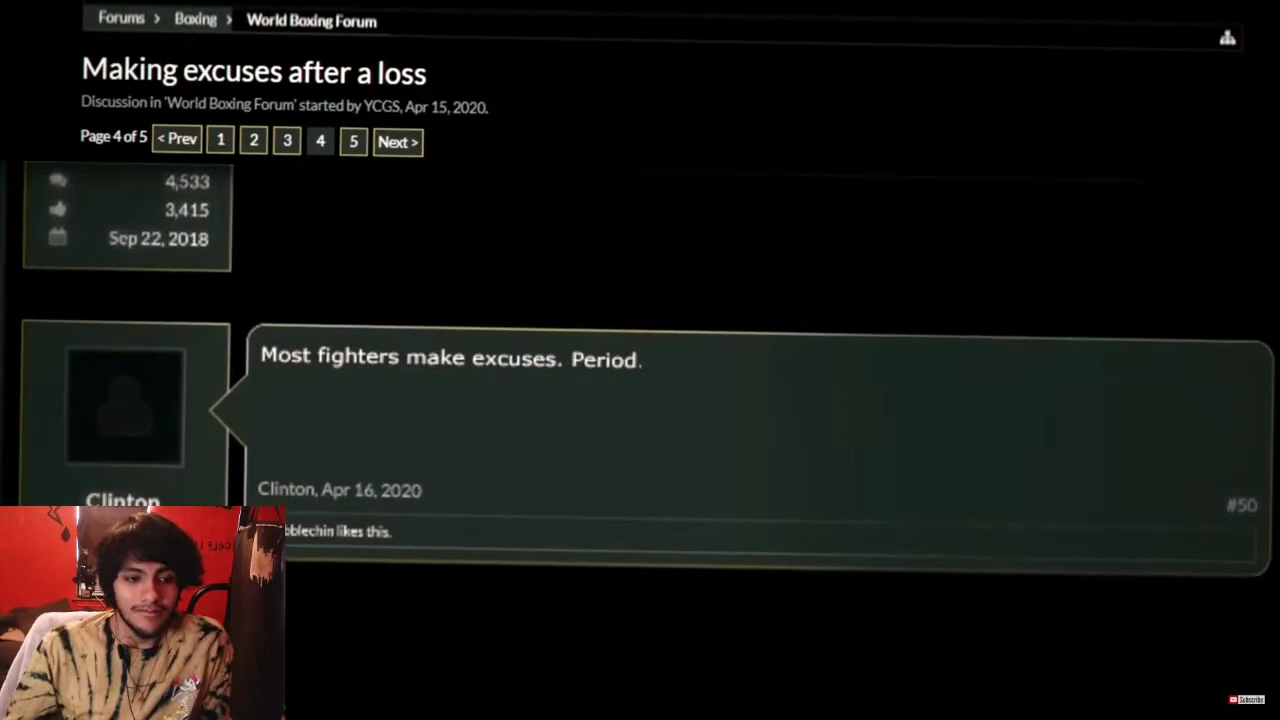 Forums > Boxing > World Boxing Forum
Making excuses after a loss
Discussion in 'World Boxing Forum' started by YCGS, Apr 15, 2020.
Page 4 of 5 < Prev 1 2 3 4 5 Next >
4,533
3,415
Sep 22, 2018
Most fighters make excuses. Period.
Clinton, Apr 16, 2020
#50
Clinton
likes this.
Subscribe